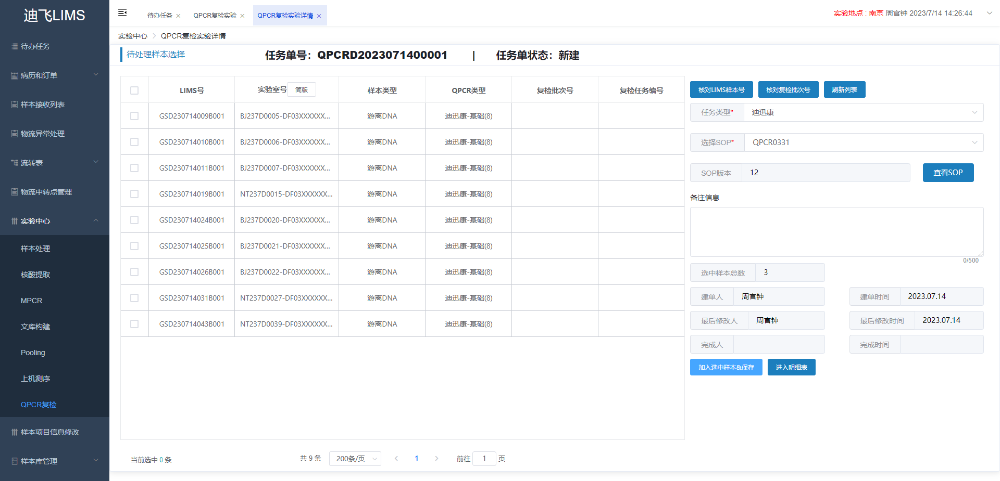 迪飞LIMS
待办任务
病历和订单
样本接收列表
物流异常处理
流转表
物流中转点管理
实验中心
样本处理
核酸提取
MPCR
文库构建
Pooling
上机测序
QPCR复检
样本项目信息修改
样本库管理
待办任务 QPCR复检实验 QPCR复检实验详情
实验地点 : 南京 周官钟 2023/7/14 14:26:44
实验中心 QPCR复检实验详情
待处理样本选择 任务单号：QPCRD2023071400001 | 任务单状态：新建
LIMS号 实验室号 简版 样本类型 QPCR类型 复检批次号 复检任务编号
GSD230714009B001 BJ237D0005-DF03XXXXXX... 游离DNA 迪迅康-基础(8)
GSD230714010B001 BJ237D0006-DF03XXXXXX... 游离DNA 迪迅康-基础(8)
GSD230714011B001 BJ237D0007-DF03XXXXXX... 游离DNA 迪迅康-基础(8)
GSD230714019B001 NT237D0015-DF03XXXXXX... 游离DNA 迪迅康-基础(8)
GSD230714024B001 BJ237D0020-DF03XXXXXX... 游离DNA 迪迅康-基础(8)
GSD230714025B001 BJ237D0021-DF03XXXXXX... 游离DNA 迪迅康-基础(8)
GSD230714026B001 BJ237D0022-DF03XXXXXX... 游离DNA 迪迅康-基础(8)
GSD230714031B001 NT237D0027-DF03XXXXXX... 游离DNA 迪迅康-基础(8)
GSD230714043B001 NT237D0039-DF03XXXXXX... 游离DNA 迪迅康-基础(8)
当前选中 0 条 共 9 条 200条/页 1 前往 1 页
核对LIMS样本号 核对复检批次号 刷新列表
任务类型* 迪迅康
选择SOP* QPCR0331
SOP版本 12 查看SOP
备注信息
0/500
选中样本总数 3
建单人 周官钟 建单时间 2023.07.14
最后修改人 周官钟 最后修改时间 2023.07.14
完成人 完成时间
加入选中样本&保存 进入明细表